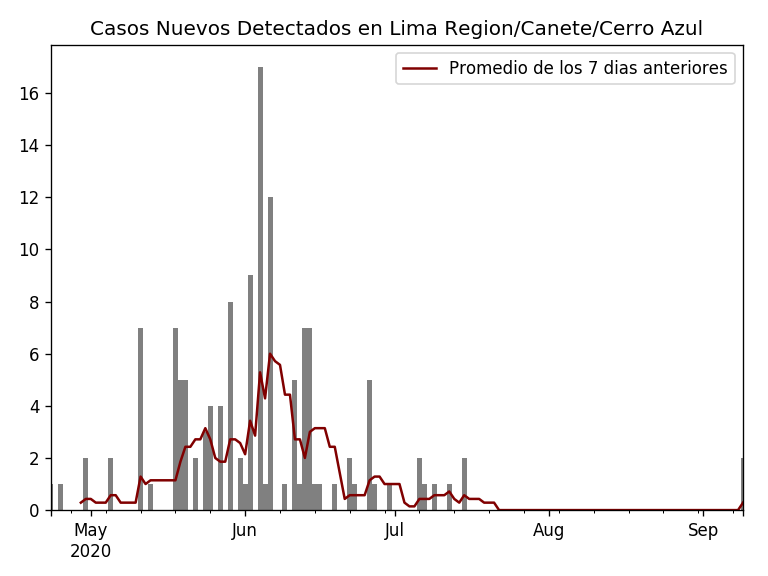 Casos Nuevos Detectados en Lima Region/Canete/Cerro Azul
Promedio de los 7 dias anteriores
16
14
12
10
8
6
4
2
0
May
2020
Jun
Jul
Aug
Sep